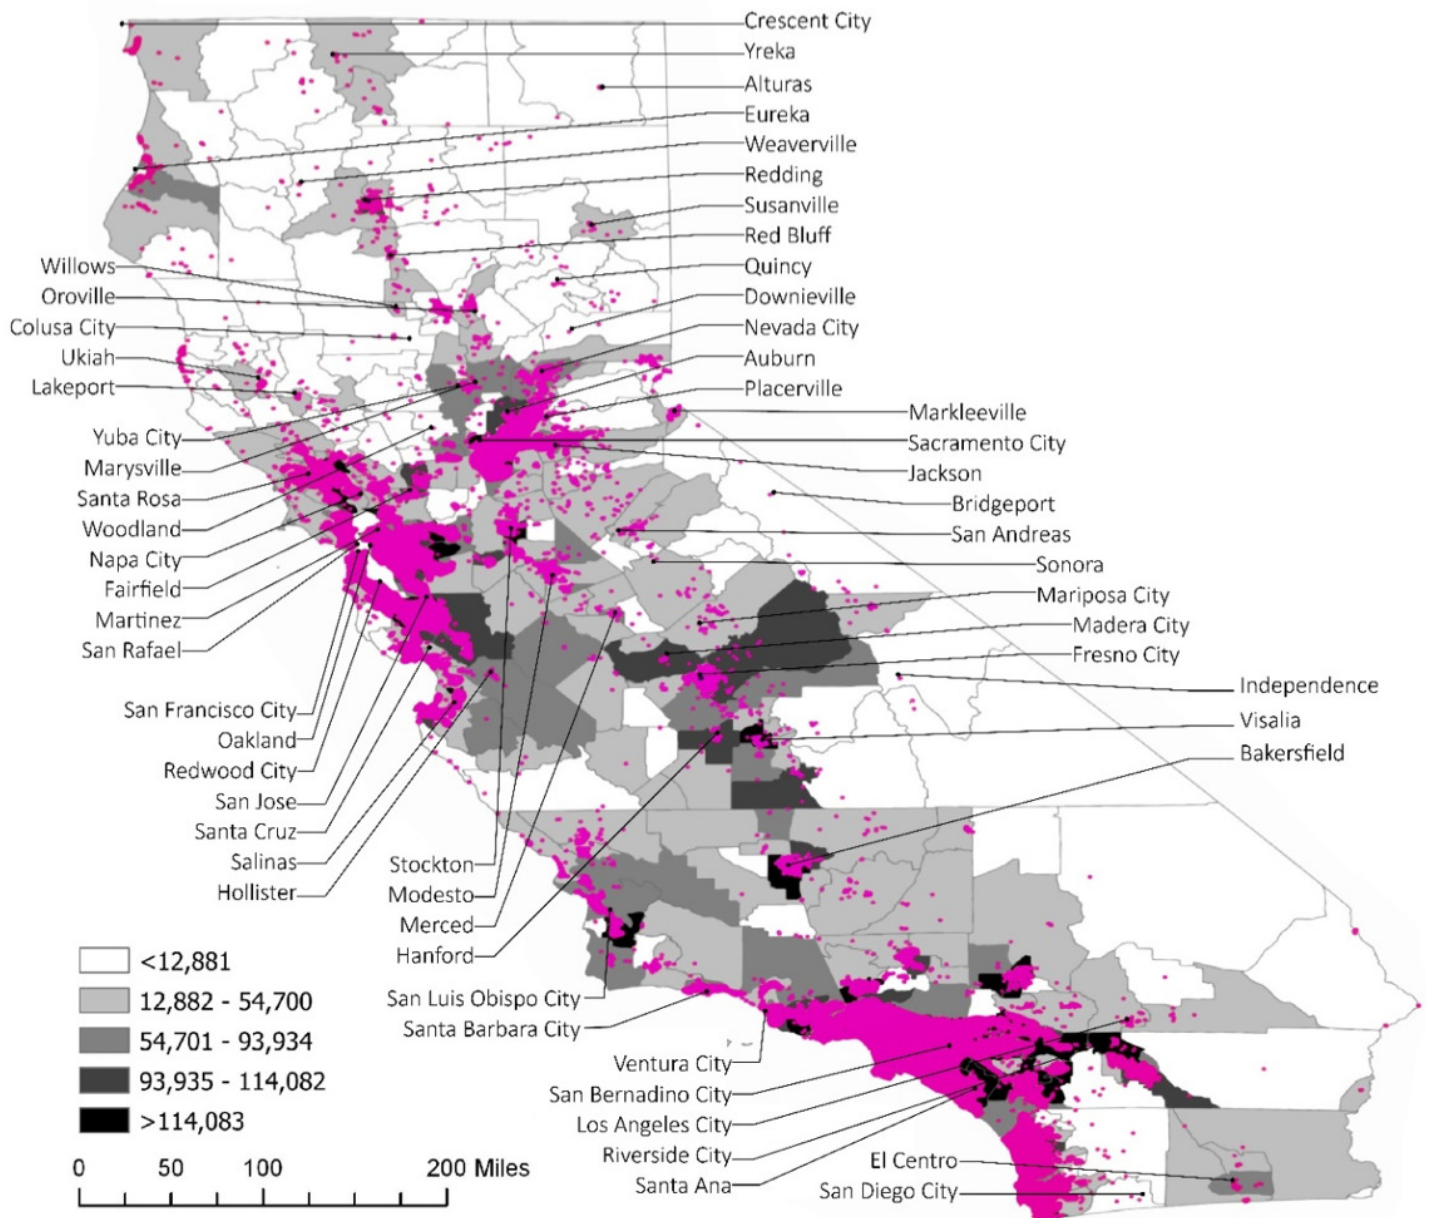 Crescent City
Yreka
Alturas
Eureka
Weaverville
Redding
Susanville
Red Bluff
Willows
Quincy
Oroville
Downieville
Colusa City
Nevada City
Ukiah
Auburn
Lakeport
Placerville
Markleeville
Yuba City
Sacramento City
Marysville
Jackson
Santa Rosa
Bridgeport
Woodland
San Andreas
Napa City
Sonora
Fairfield
Mariposa City
Martinez
Madera City
San Rafael
Fresno City
Independence
San Francisco City
Visalia
Oakland
Bakersfield
Redwood City
San Jose
Santa Cruz
Salinas
Stockton
Hollister
Modesto
Merced
Hanford
<12,881
12,882 - 54,700
San Luis Obispo City
Santa Barbara City
54,701 - 93,934
Ventura City
93,935 - 114,082
San Bernadino City
>114,083
Los Angeles City
Riverside City
El Centro
0 50 100 200 Miles
Santa Ana
San Diego City